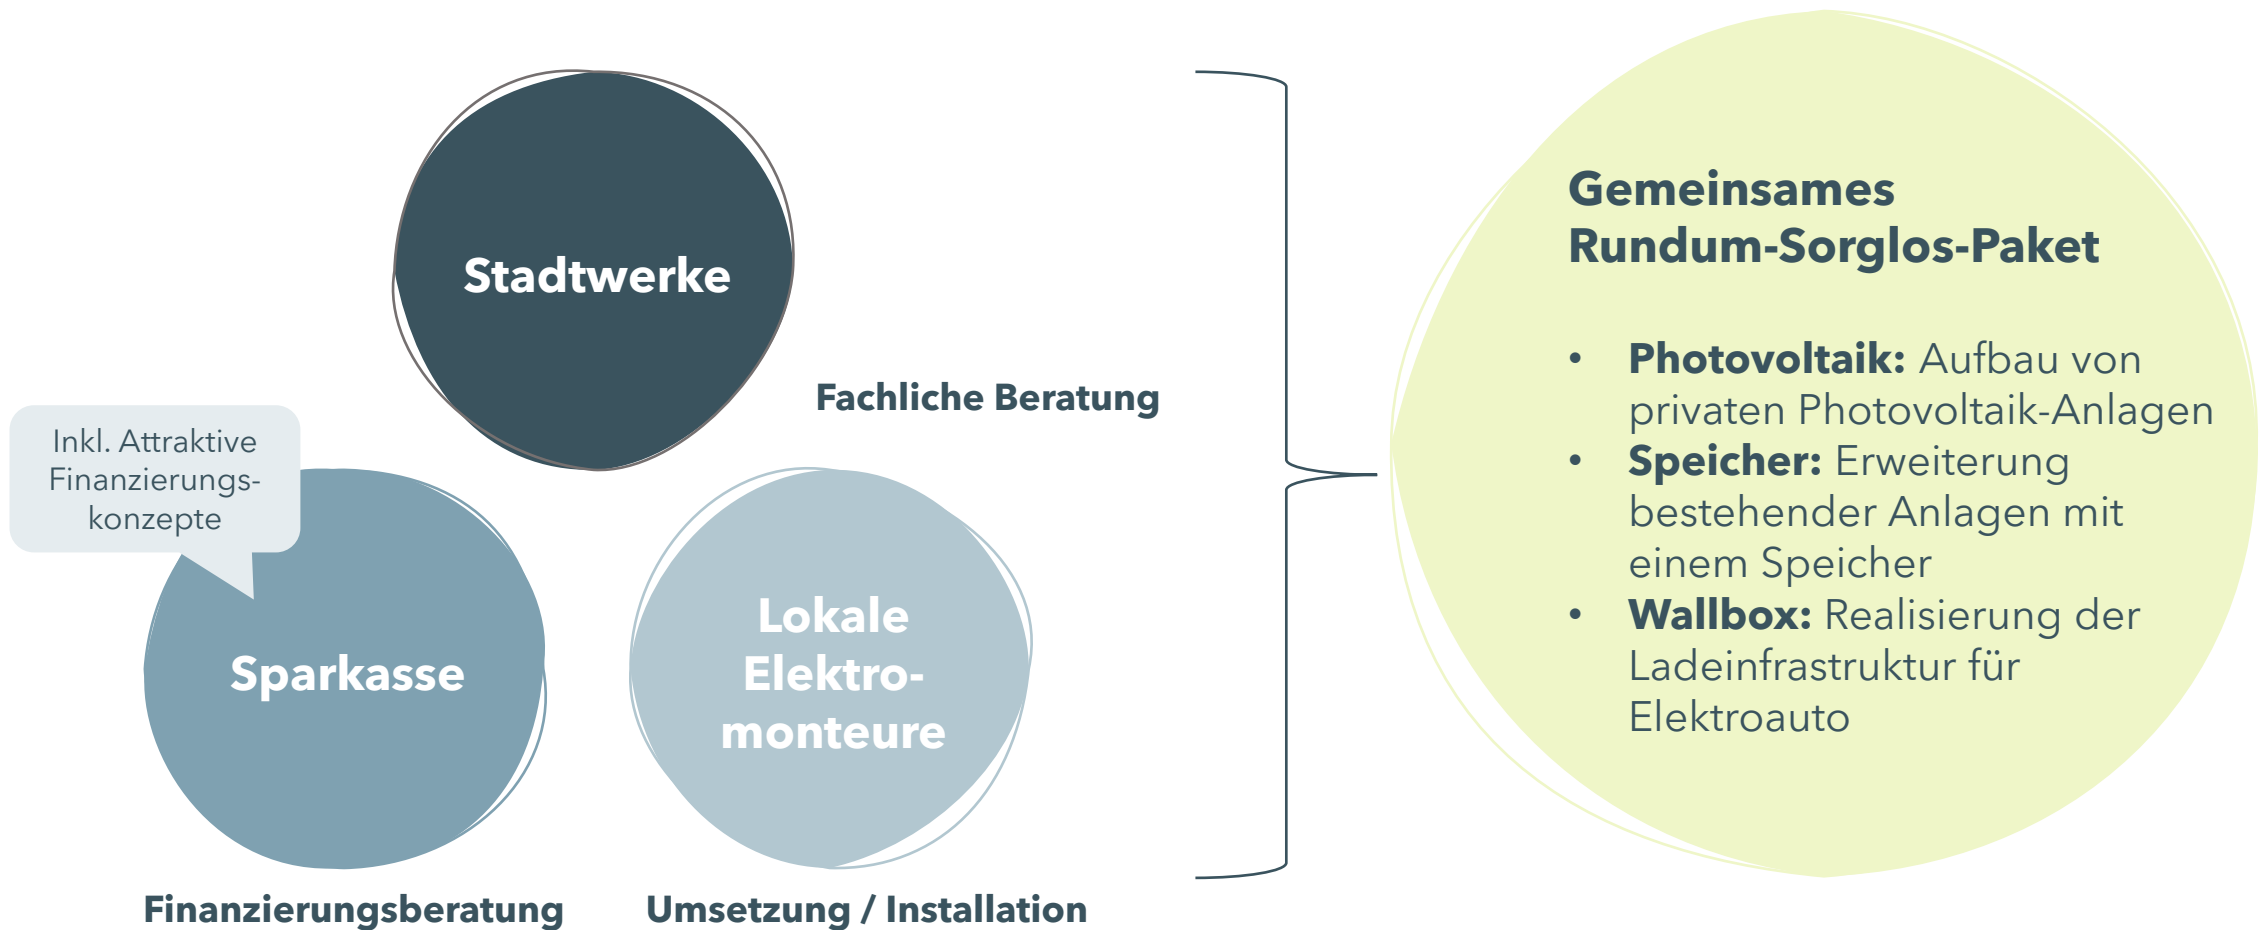 Stadtwerke
Fachliche Beratung
Inkl. Attraktive
Finanzierungs-
konzepte
Sparkasse
Finanzierungsberatung
Lokale
Elektro-
monteure
Umsetzung / Installation
Gemeinsames
Rundum-Sorglos-Paket
• Photovoltaik: Aufbau von
privaten Photovoltaik-Anlagen
• Speicher: Erweiterung
bestehender Anlagen mit
einem Speicher
• Wallbox: Realisierung der
Ladeinfrastruktur für
Elektroauto